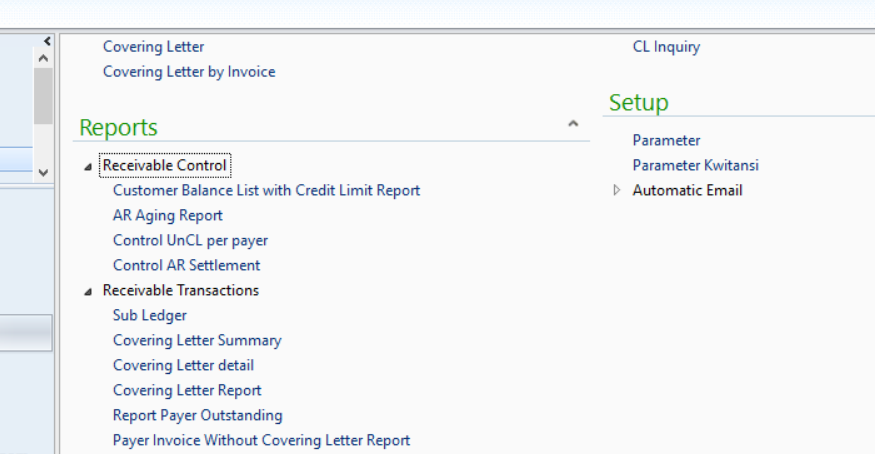 Covering Letter
Covering Letter by Invoice
Reports
Receivable Control
Customer Balance List with Credit Limit Report
AR Aging Report
Control UnCL per payer
Control AR Settlement
Receivable Transactions
Sub Ledger
Covering Letter Summary
Covering Letter detail
Covering Letter Report
Report Payer Outstanding
Payer Invoice Without Covering Letter Report
CL Inquiry
Setup
Parameter
Parameter Kwitansi
Automatic Email